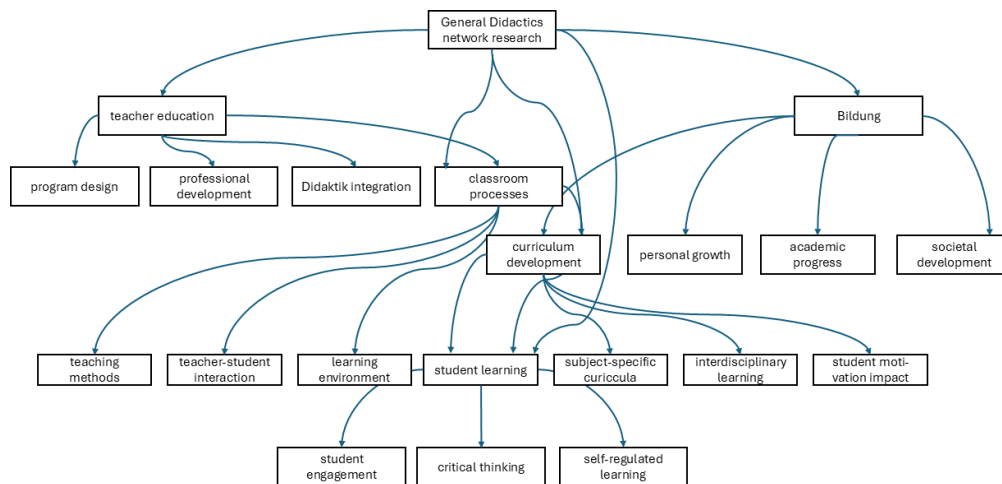 General Didactics
network research
teacher education
Bildung
program design
professional
development
Didaktik integration
classroom
processes
curriculum
development
personal growth
academic
progress
societal
development
teaching
methods
teacher-student
interaction
learning
environment
student learning
subject-specific
curiccula
interdisciplinary
learning
student moti-
vation impact
student
engagement
critical thinking
self-regulated
learning